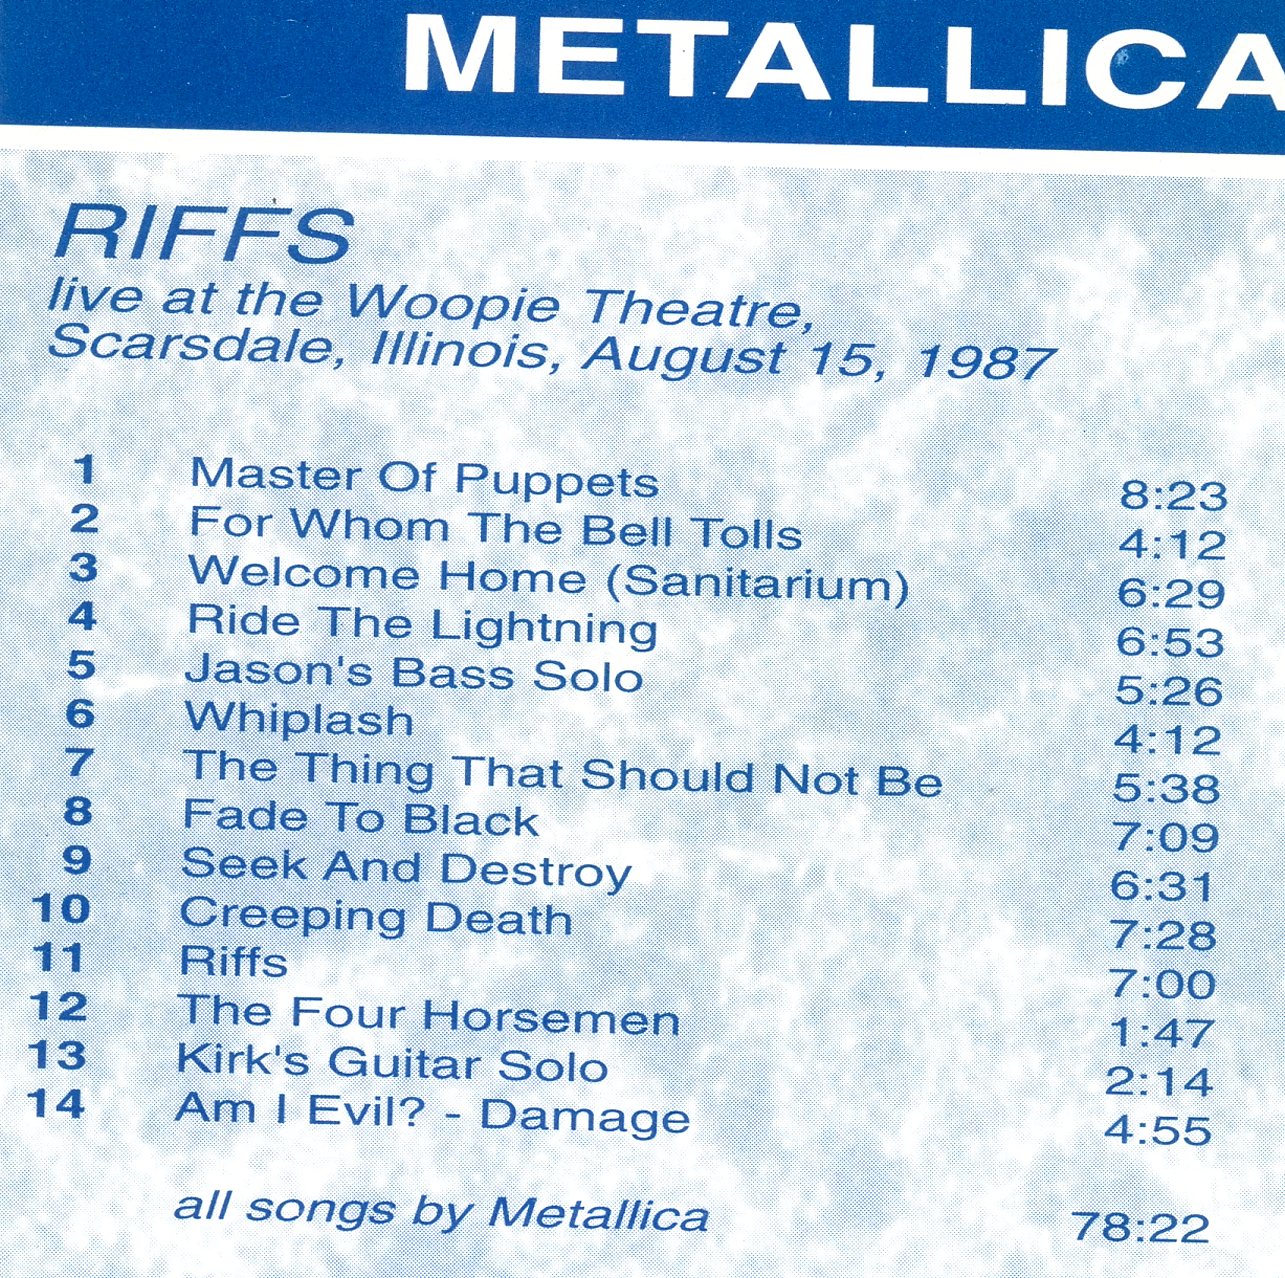 METALLICA
RIFFS
live at the Woopie Theatre,
Scarsdale, Illinois, August 15, 1987
1 Master Of Puppets 8:23
2 For Whom The Bell Tolls 4:12
3 Welcome Home (Sanitarium) 6:29
4 Ride The Lightning 6:53
5 Jason's Bass Solo 5:26
6 Whiplash 4:12
7 The Thing That Should Not Be 5:38
8 Fade To Black 7:09
9 Seek And Destroy 6:31
10 Creeping Death 7:28
11 Riffs 7:00
12 The Four Horsemen 1:47
13 Kirk's Guitar Solo 2:14
14 Am I Evil? - Damage 4:55
all songs by Metallica 78:22